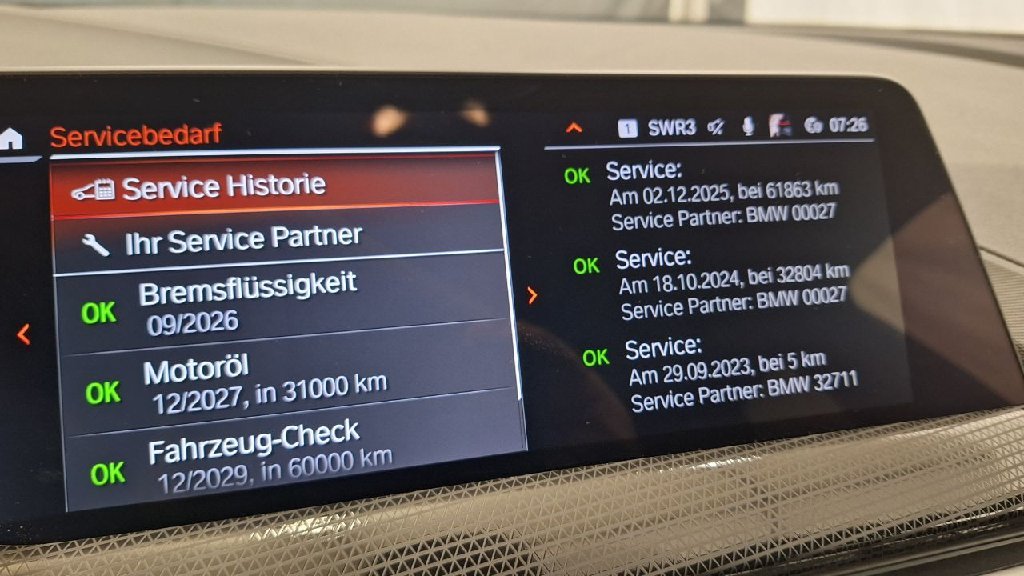 Servicebedarf
1 SWR3 07:26
Service Historie
Ihr Service Partner
OK Bremsflüssigkeit
09/2026
OK Motoröl
12/2027, in 31000 km
OK Fahrzeug-Check
12/2029, in 60000 km
OK Service:
Am 02.12.2025, bei 61863 km
Service Partner: BMW 00027
OK Service:
Am 18.10.2024, bei 32804 km
Service Partner: BMW 00027
OK Service:
Am 29.09.2023, bei 5 km
Service Partner: BMW 32711